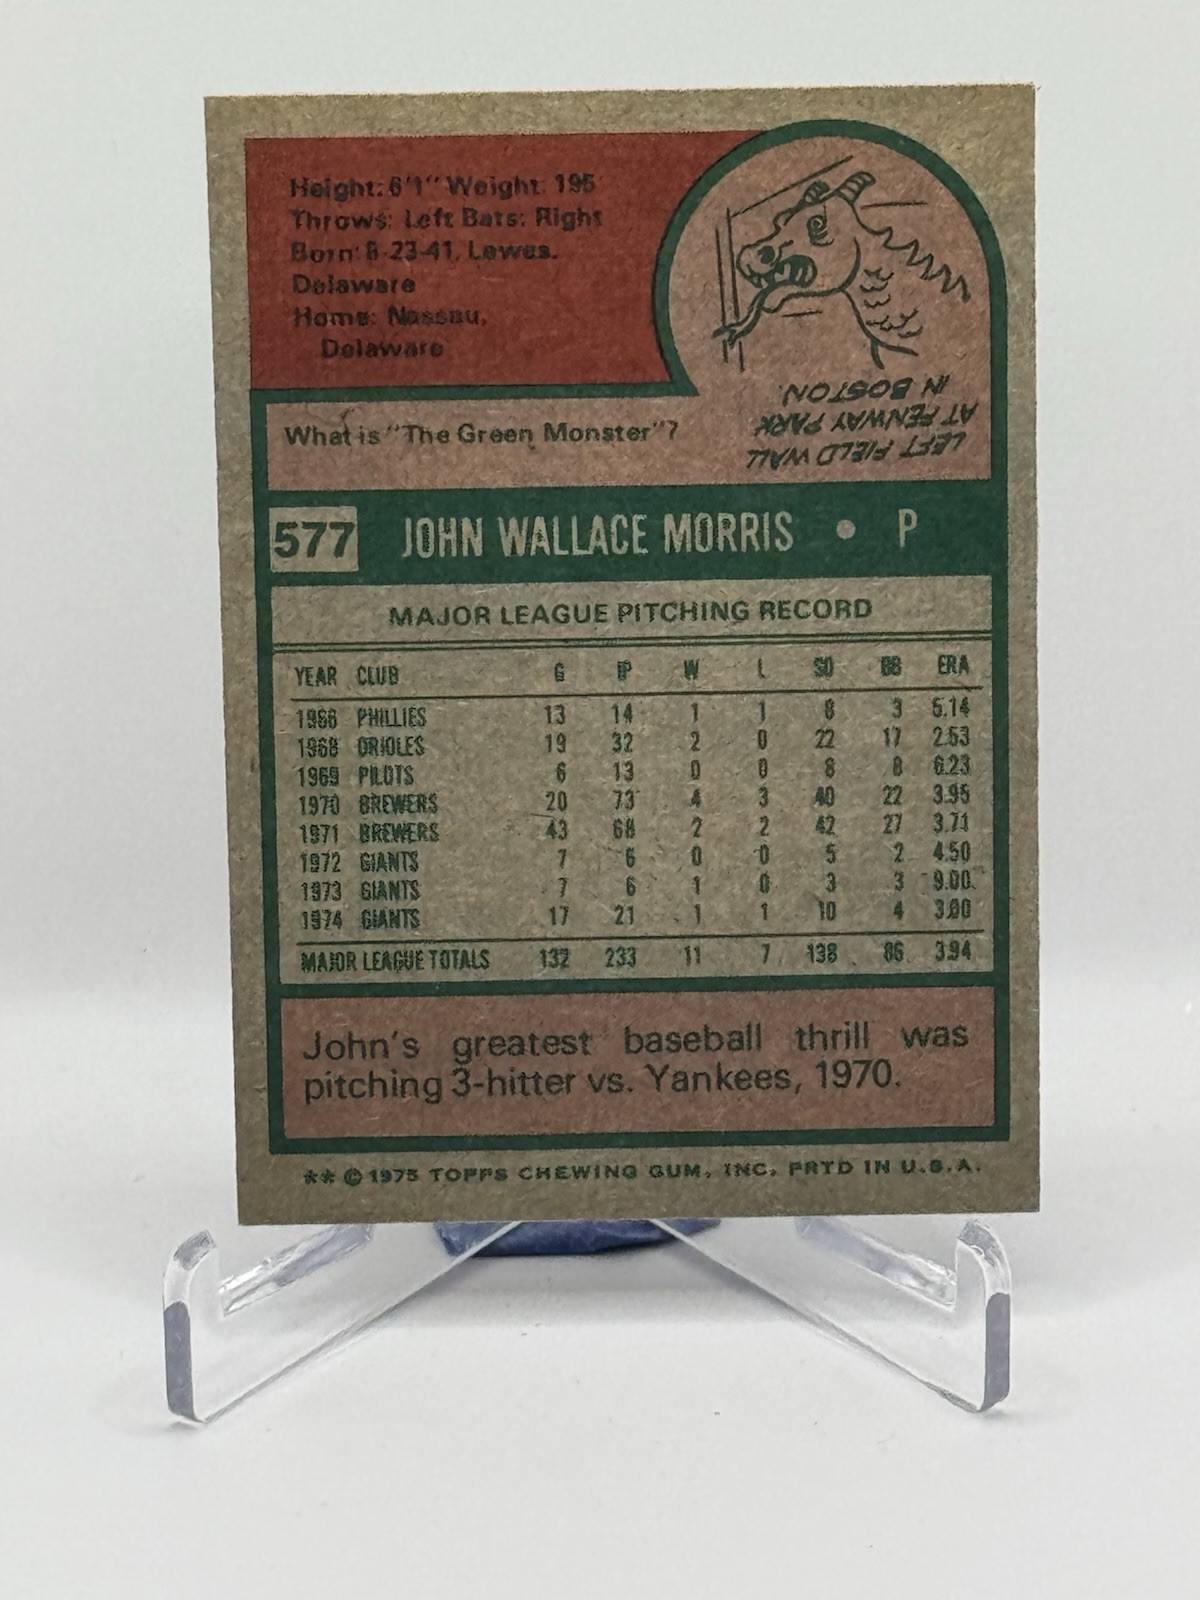 Height: 6'1" Weight: 195
Throws: Left Bats: Right
Born: 8-23-41, Lewes,
Delaware
Home: Nassau,
Delaware
What is "The Green Monster"?
LEFT FIELD WALL
AT FENWAY PARK
IN BOSTON.
577 JOHN WALLACE MORRIS • P
MAJOR LEAGUE PITCHING RECORD
YEAR CLUB G IP W L SO BB ERA
1966 PHILLIES 13 14 1 1 8 3 5.14
1968 ORIOLES 19 32 2 0 22 17 2.53
1969 PILOTS 6 13 0 0 8 8 6.23
1970 BREWERS 20 73 4 3 40 22 3.95
1971 BREWERS 43 68 2 2 42 27 3.71
1972 GIANTS 7 6 0 0 5 2 4.50
1973 GIANTS 7 6 1 0 3 3 9.00
1974 GIANTS 17 21 1 1 10 4 3.00
MAJOR LEAGUE TOTALS 132 233 11 7 138 86 3.94
John's greatest baseball thrill was
pitching 3-hitter vs. Yankees, 1970.
** © 1975 TOPPS CHEWING GUM, INC. PRTD IN U.S.A.